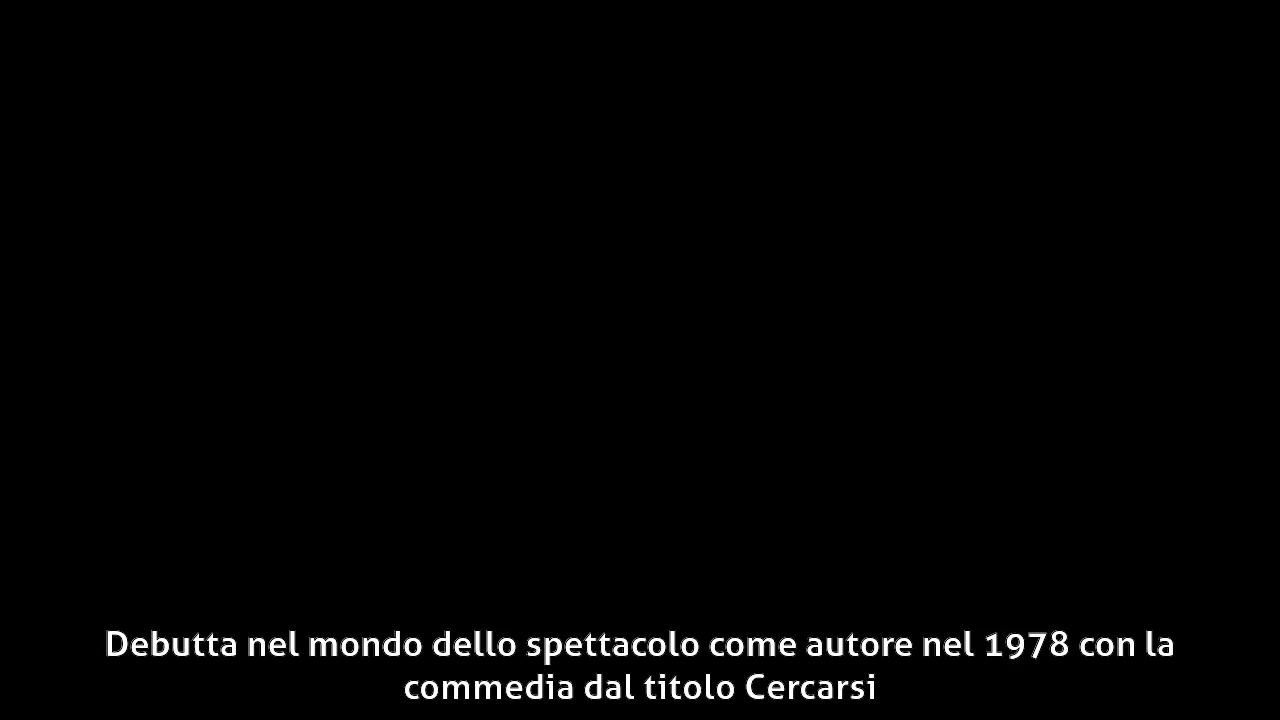 Debutta nel mondo dello spettacolo come autore nel 1978 con la
commedia dal titolo Cercarsi